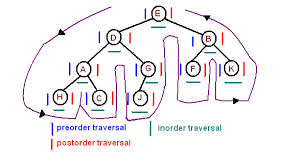 E
D B
A G F K
H C J
preorder traversal inorder traversal
postorder traversal